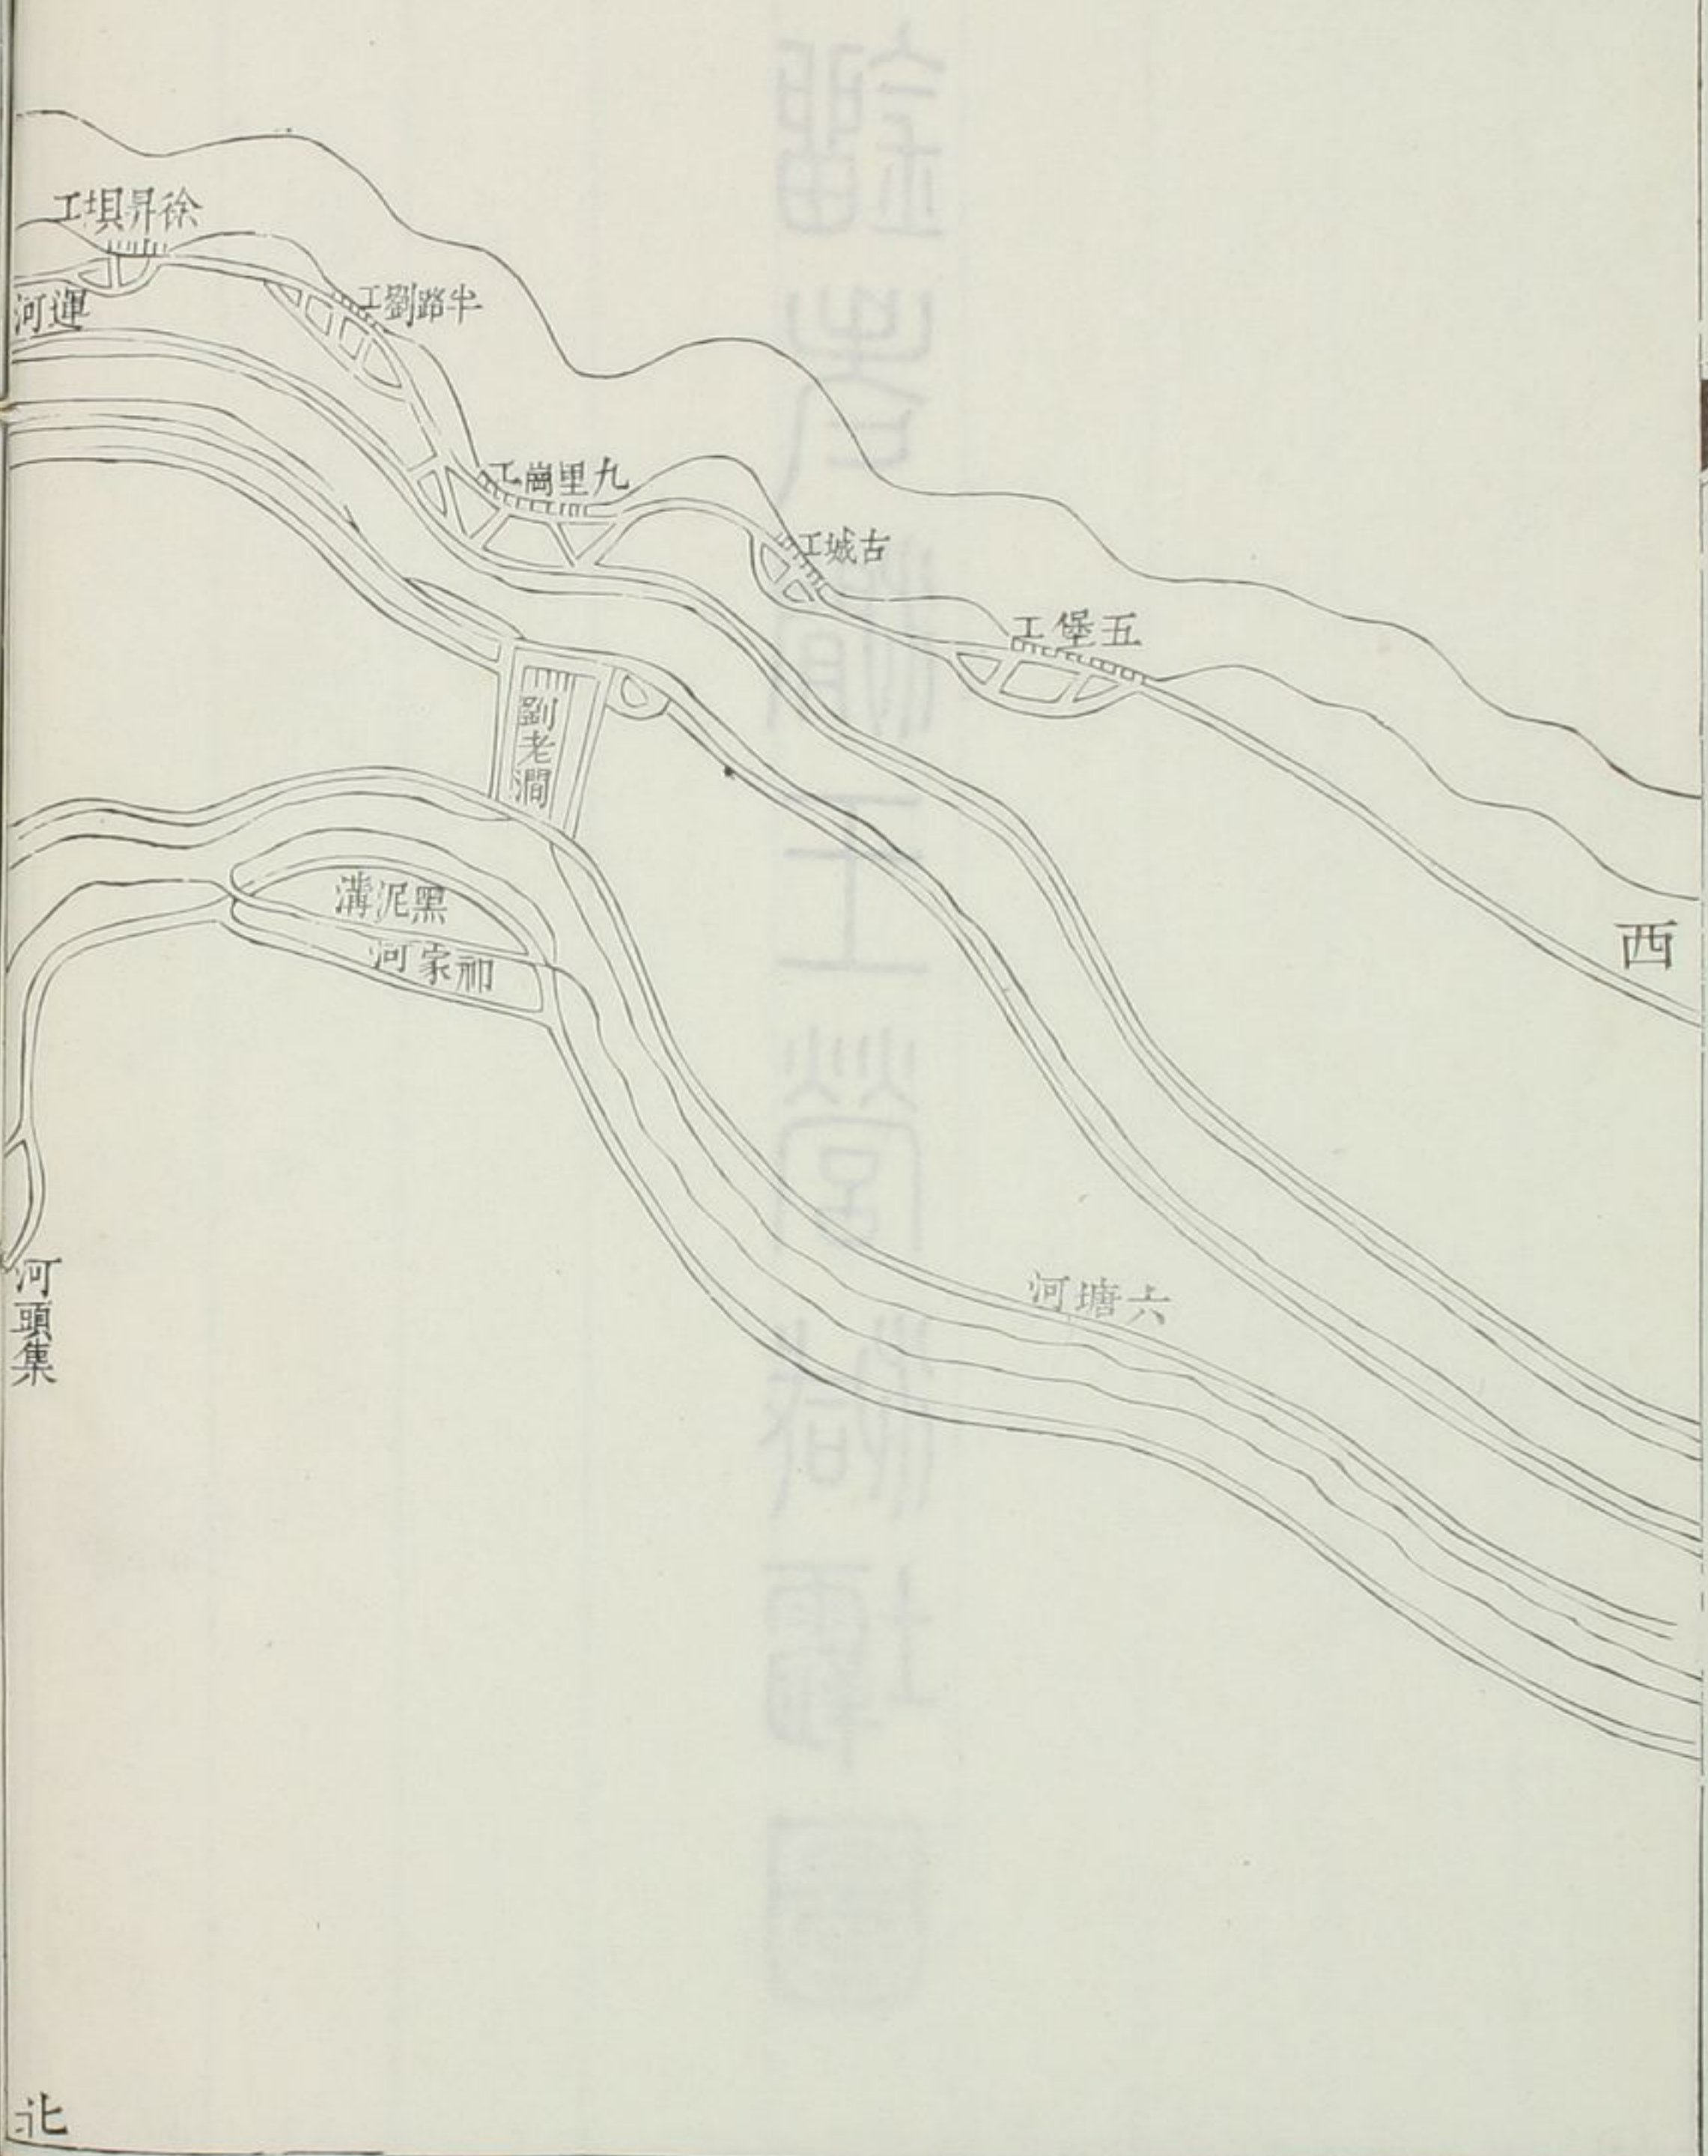 徐昇垻工
運河
半路劉工
九里崗工
古城工
五堡工
西
劉老澗
黑泥溝
家河
六塘河
河頭集
北